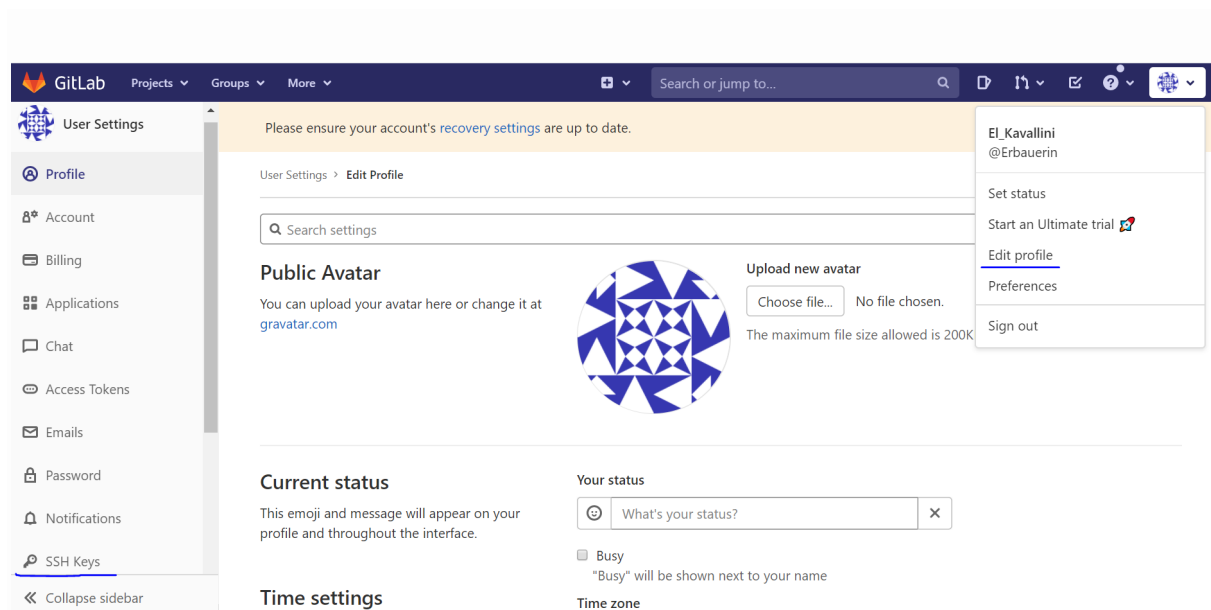 GitLab Projects Groups More Search or jump to...
User Settings
Profile
Account
Billing
Applications
Chat
Access Tokens
Emails
Password
Notifications
SSH Keys
Collapse sidebar
Please ensure your account's recovery settings are up to date.
User Settings > Edit Profile
Search settings
Public Avatar
You can upload your avatar here or change it at
gravatar.com
Upload new avatar
Choose file... No file chosen.
The maximum file size allowed is 200K
Current status
This emoji and message will appear on your
profile and throughout the interface.
Your status
What's your status?
Busy
"Busy" will be shown next to your name
Time settings
Time zone
El_Kavallini
@Erbauerin
Set status
Start an Ultimate trial 🚀
Edit profile
Preferences
Sign out